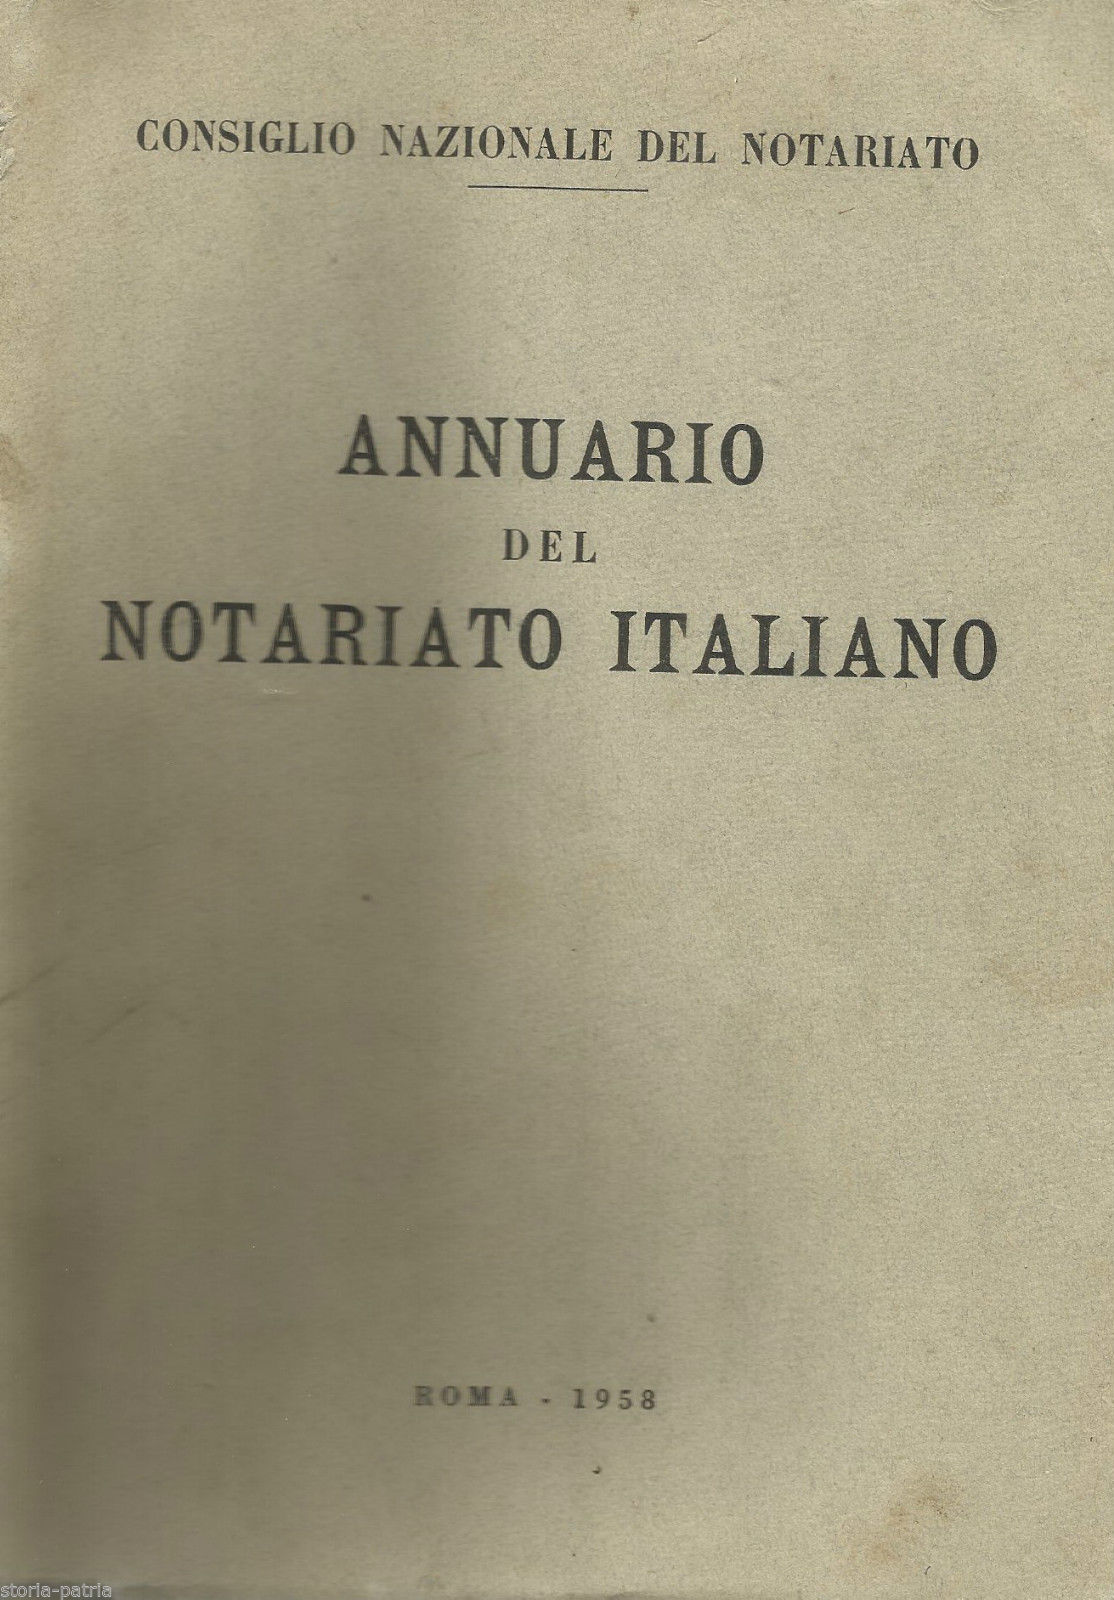 CONSIGLIO NAZIONALE DEL NOTARIATO
ANNUARIO
DEL
NOTARIATO ITALIANO
ROMA - 1958
storia-patria